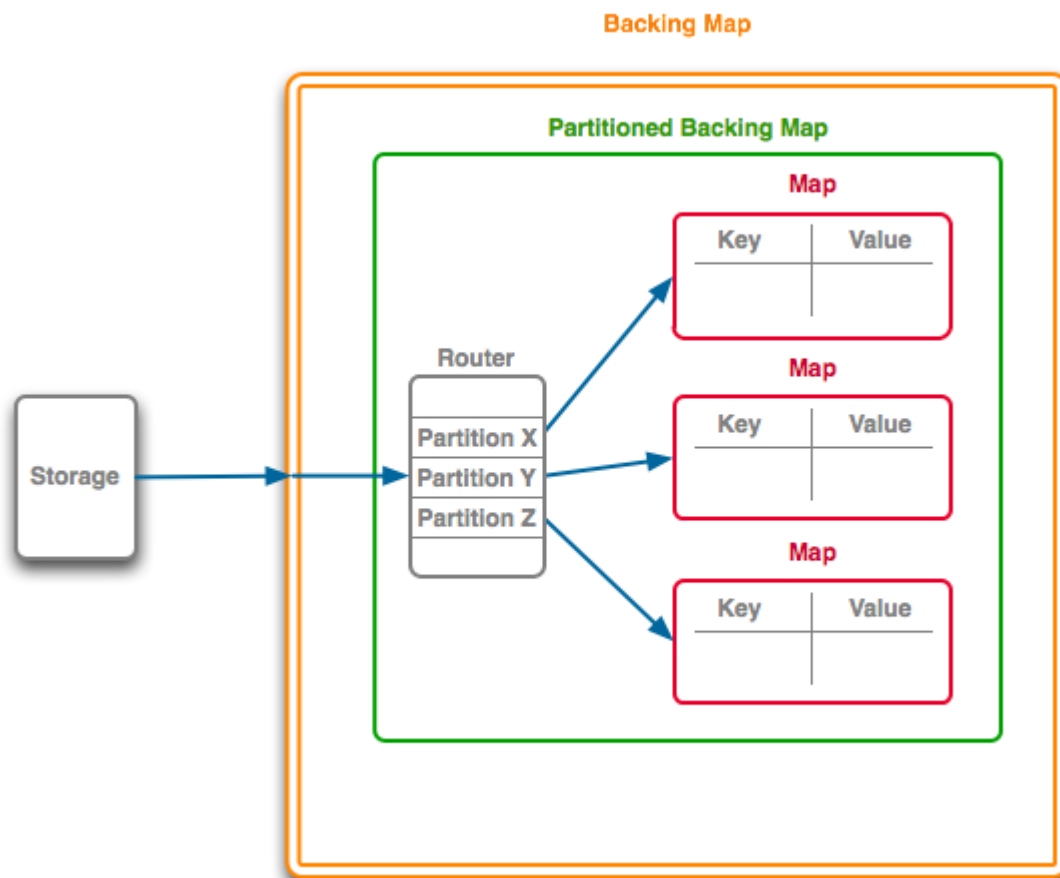 Backing Map
Partitioned Backing Map
Map
Key Value
Router
Partition X
Partition Y
Partition Z
Storage
Map
Key Value
Map
Key Value